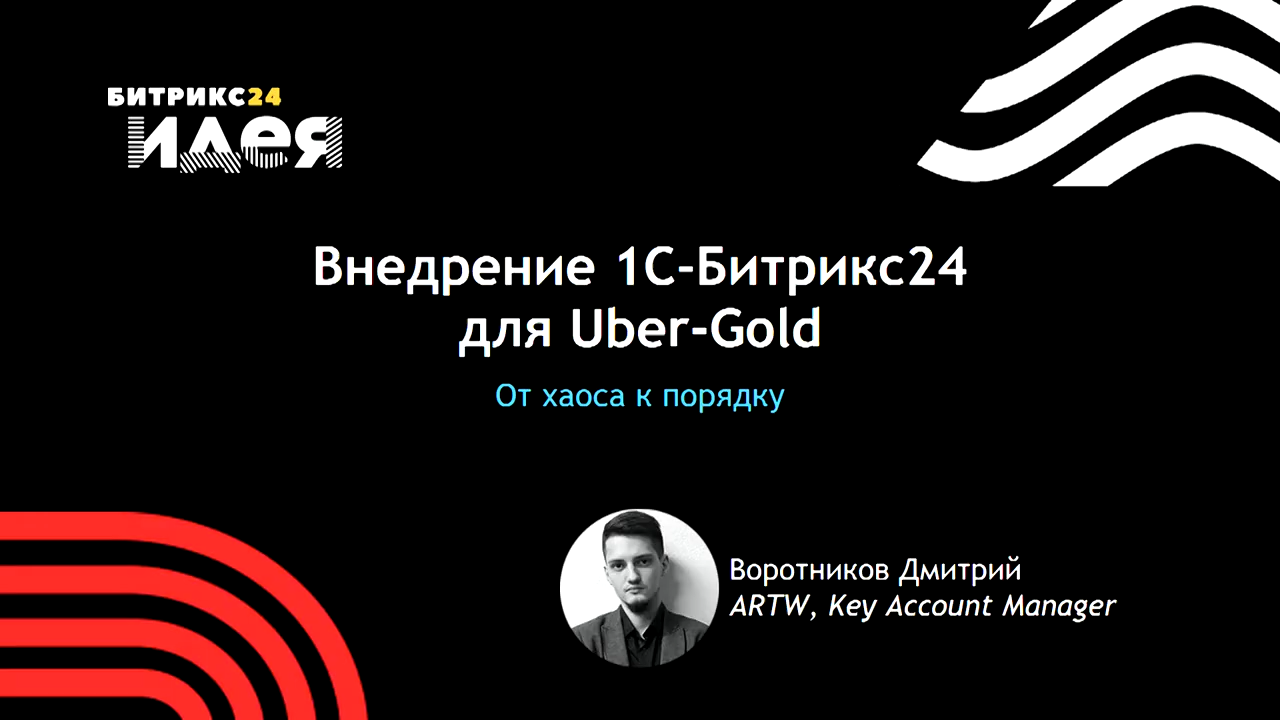 БИТРИКС24
идея
Внедрение 1С-Битрикс24
для Uber-Gold
От хаоса к порядку
Воротников Дмитрий
ARTW, Key Account Manager